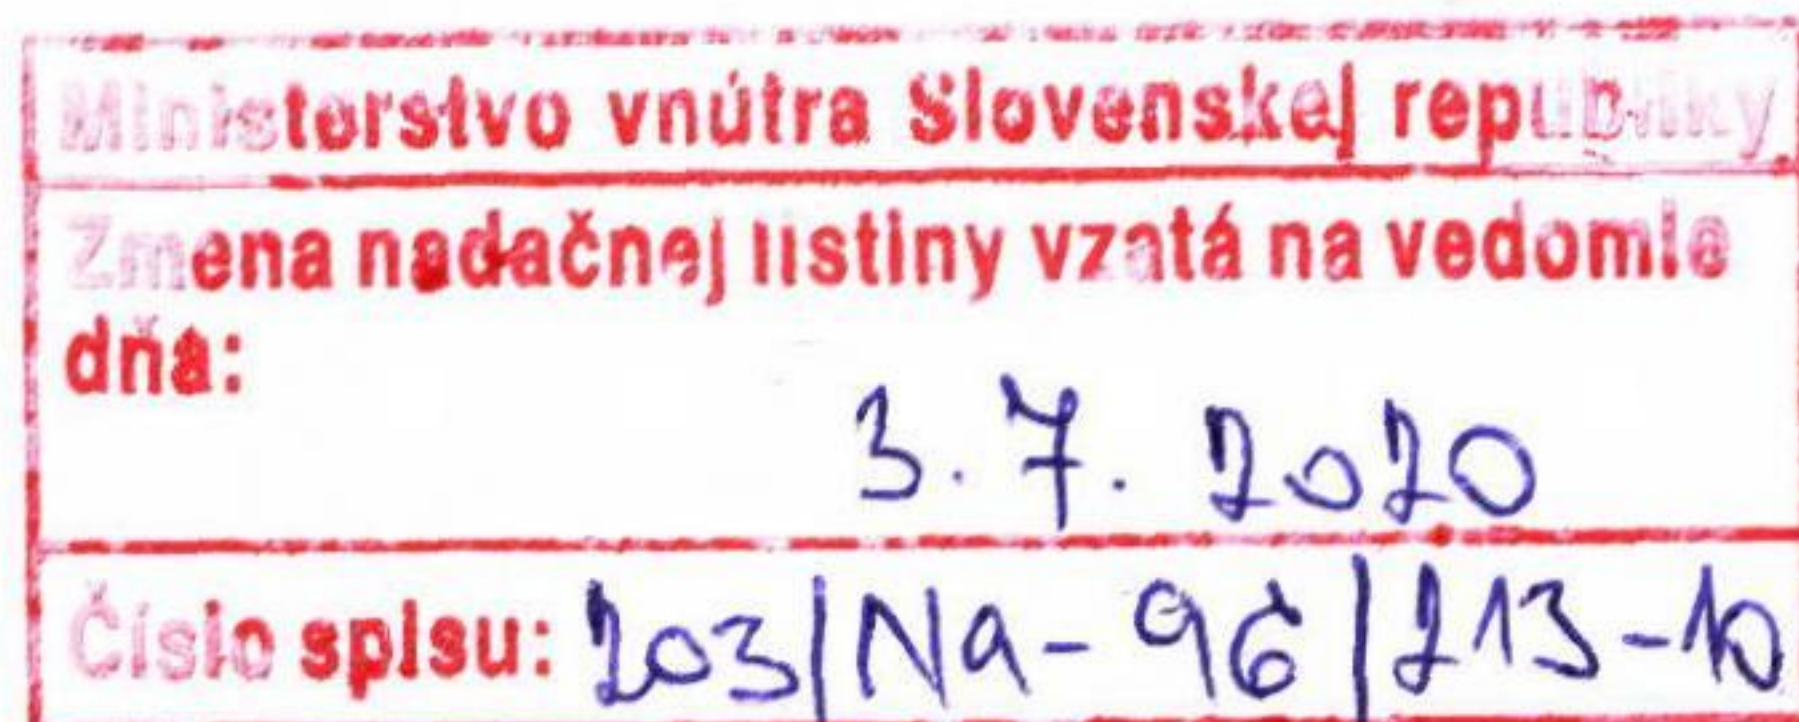 Ministerstvo vnútra Slovenskej republiky
Zmena nadačnej listiny vzatá na vedomie
dňa:
3. 7. 2020
Číslo spisu: 203/Na-96/213-10